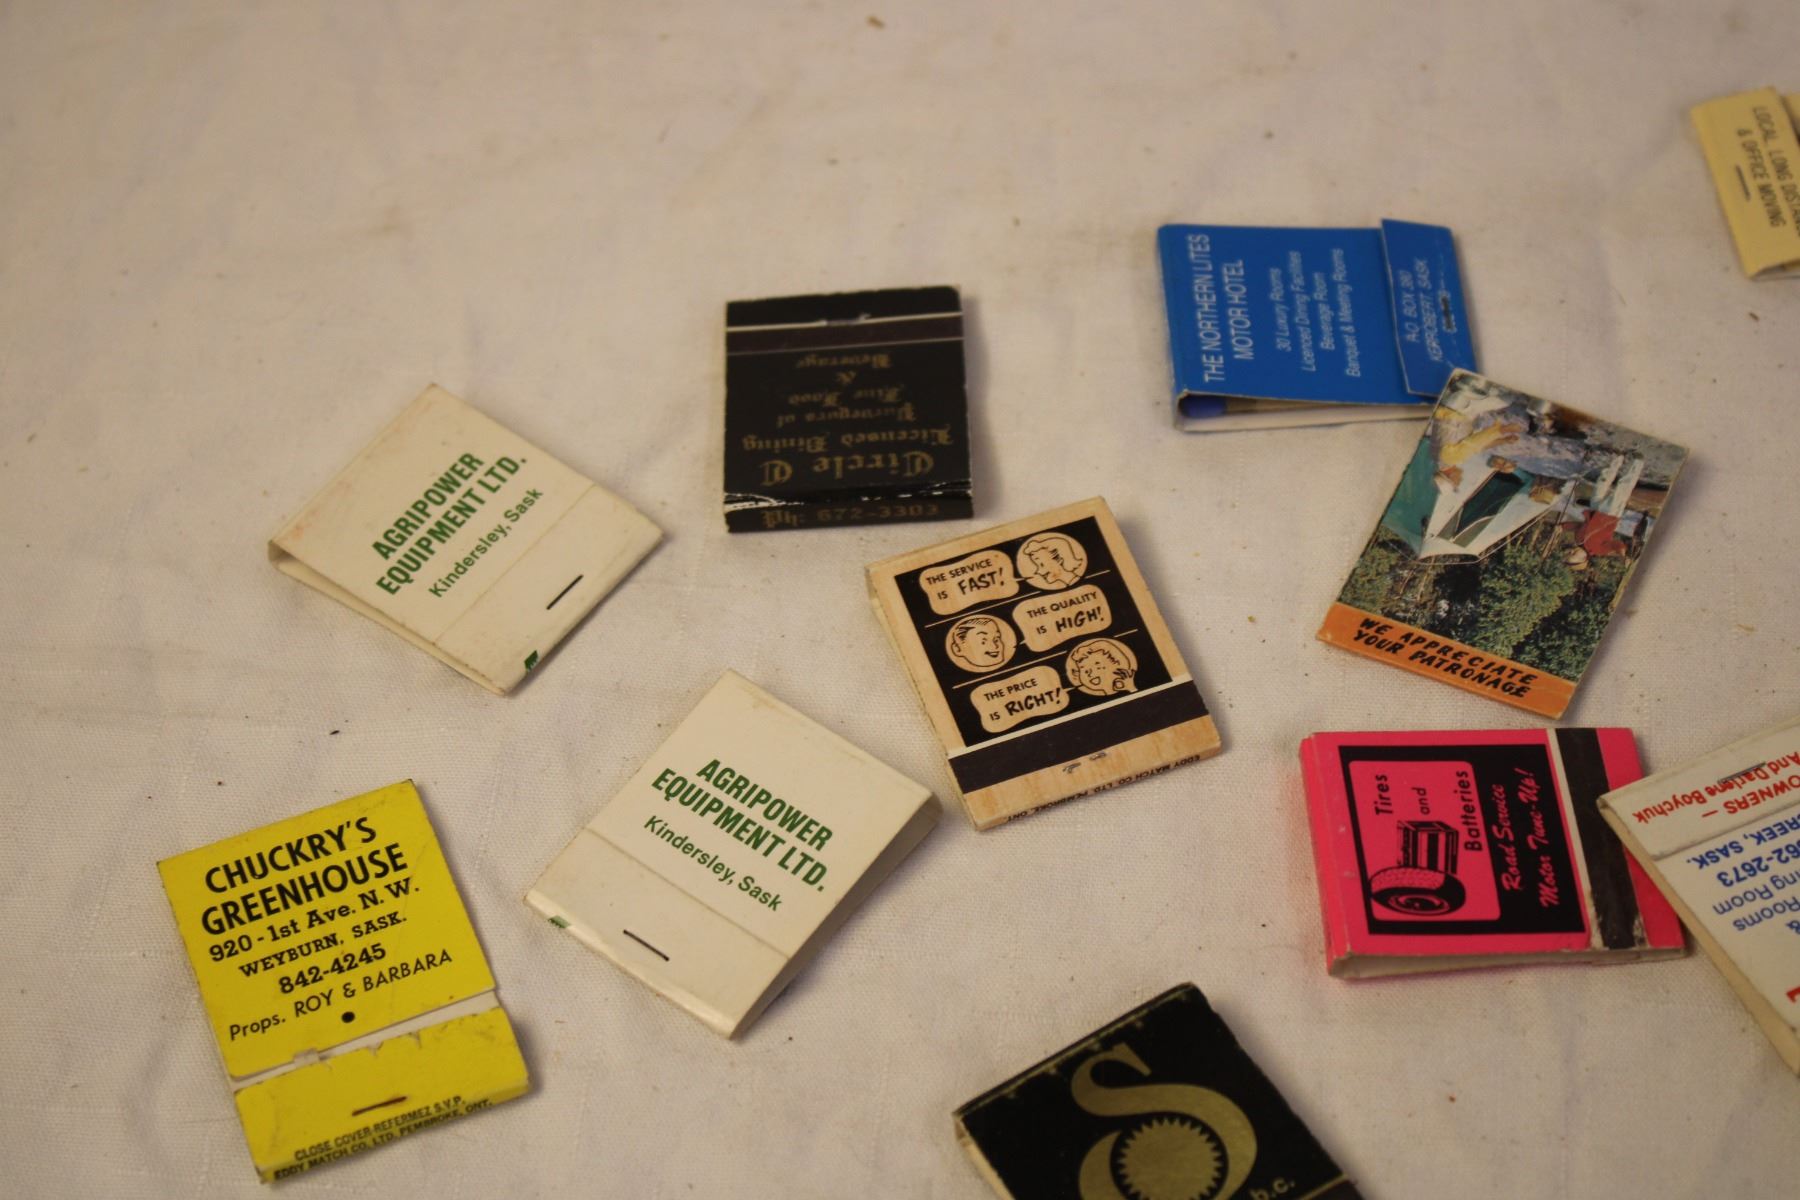 LOCAL, LONG
& OFFICE MOVING
THE NORTHERN LITES
MOTOR HOTEL
30 Luxury Rooms
Licenced Dining Facilities
Beverage Room
Banquet & Meeting Rooms
P.O. BOX 380
KERROBERT, SASK
Circle C
Licensed Dining
Purveyors of
Fine Food
&
Beverage
Ph: 672-3303
AGRIPOWER
EQUIPMENT LTD.
Kindersley, Sask
THE SERVICE
IS FAST!
THE QUALITY
IS HIGH!
THE PRICE
IS RIGHT!
EDDY MATCH CO. LTD. PEMBROKE, ONT.
WE APPRECIATE
YOUR PATRONAGE
Tires
and
Batteries
Road Service
Motor Tune-Up!
OWNERS —
And Darlene Boychuk
REEK, SASK.
62-2673
Room
Rooms
&
AGRIPOWER
EQUIPMENT LTD.
Kindersley, Sask
CHUCKRY'S
GREENHOUSE
920 - 1st Ave. N.W.
WEYBURN, SASK.
842-4245
Props. ROY & BARBARA
CLOSE COVER-REFERMEZ S.V.P.
EDDY MATCH CO. LTD. PEMBROKE, ONT.
S
b.c.